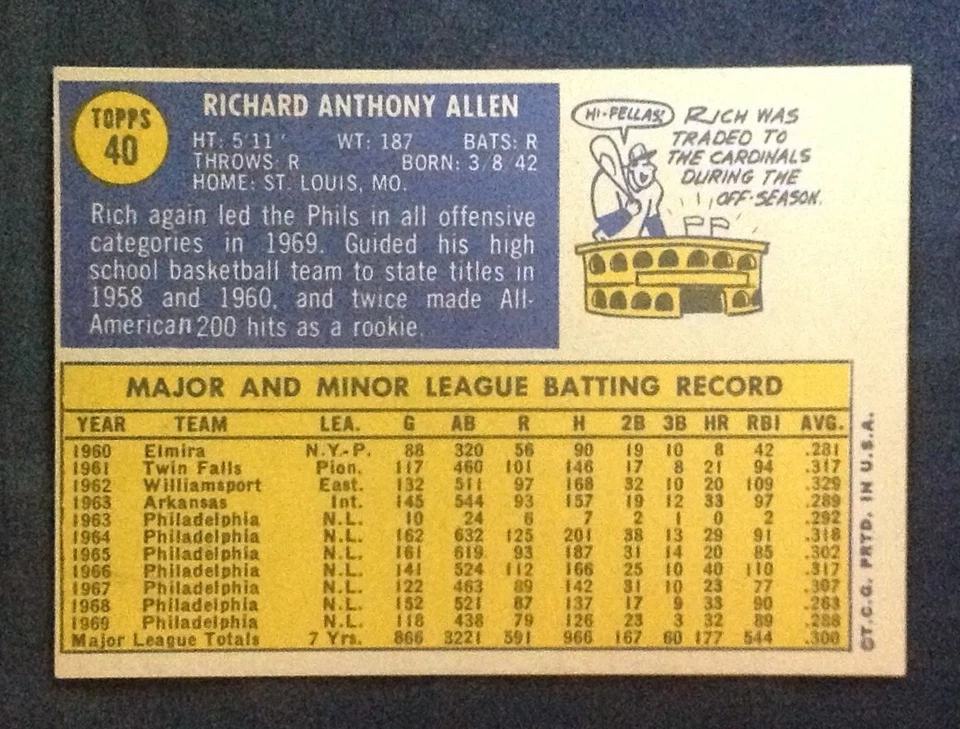 TOPPS
40
RICHARD ANTHONY ALLEN
HT: 5'11" WT: 187 BATS: R
THROWS: R BORN: 3 8 42
HOME: ST. LOUIS, MO.
Rich again led the Phils in all offensive
categories in 1969. Guided his high
school basketball team to state titles in
1958 and 1960, and twice made All-
American 200 hits as a rookie.
HI-FELLAS!
RICH WAS
TRADED TO
THE CARDINALS
DURING THE
OFF-SEASON.
MAJOR AND MINOR LEAGUE BATTING RECORD
YEAR TEAM LEA. G AB R H 2B 3B HR RBI AVG.
1960 Elmira N.Y.-P. 88 320 56 90 19 10 8 42 .281
1961 Twin Falls Pion. 117 460 101 146 17 8 21 94 .317
1962 Williamsport East. 132 511 97 168 32 10 20 109 .329
1963 Arkansas Int. 145 544 93 157 19 12 33 97 .289
1963 Philadelphia N.L. 10 24 6 7 2 1 0 2 .292
1964 Philadelphia N.L. 162 632 125 201 38 13 29 91 .318
1965 Philadelphia N.L. 161 619 93 187 31 14 20 85 .302
1966 Philadelphia N.L. 141 524 112 166 25 10 40 110 .317
1967 Philadelphia N.L. 122 463 89 142 31 10 23 77 .307
1968 Philadelphia N.L. 152 521 87 137 17 9 33 90 .263
1969 Philadelphia N.L. 118 438 79 126 23 3 32 89 .288
Major League Totals 7 Yrs. 866 3221 591 966 167 60 177 544 .300
©T.C.G. PRTD. IN U.S.A.